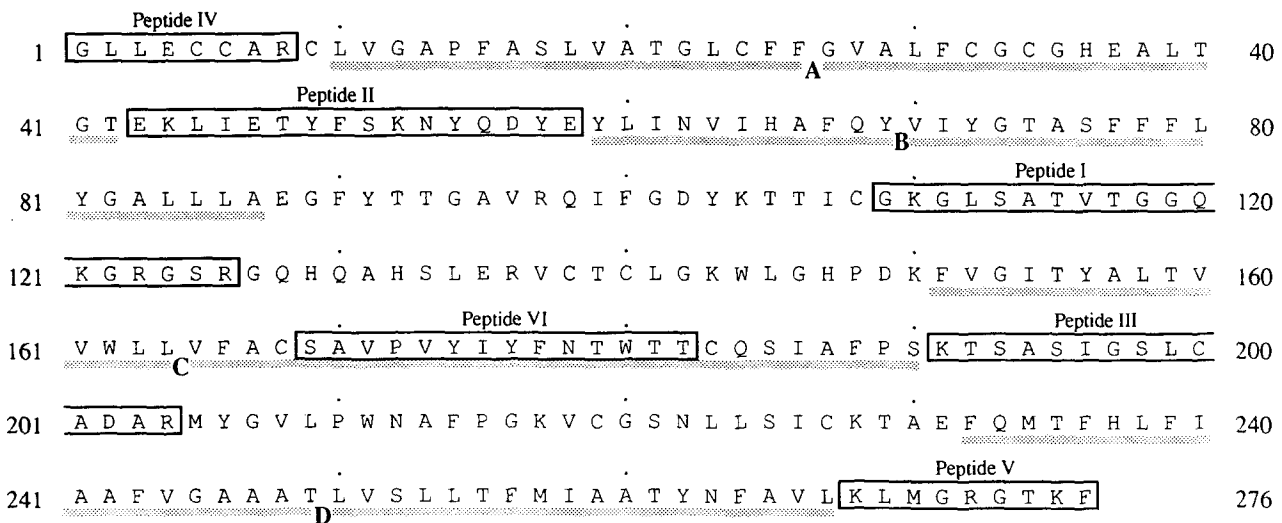 Peptide IV
1 G L L E C C A R C L V G A P F A S L V A T G L C F F G V A L F C G C G H E A L T 40
A
Peptide II
41 G T E K L I E T Y F S K N Y Q D Y E Y L I N V I H A F Q Y V I Y G T A S F F F L 80
B
Peptide I
81 Y G A L L L A E G F Y T T G A V R Q I F G D Y K T T I C G K G L S A T V T G G Q 120
121 K G R G S R G Q H Q A H S L E R V C T C L G K W L G H P D K F V G I T Y A L T V 160
Peptide VI
Peptide III
161 V W L L V F A C S A V P V Y I Y F N T W T T C Q S I A F P S K T S A S I G S L C 200
C
201 A D A R M Y G V L P W N A F P G K V C G S N L L S I C K T A E F Q M T F H L F I 240
Peptide V
241 A A F V G A A A T L V S L L T F M I A A T Y N F A V L K L M G R G T K F 276
D